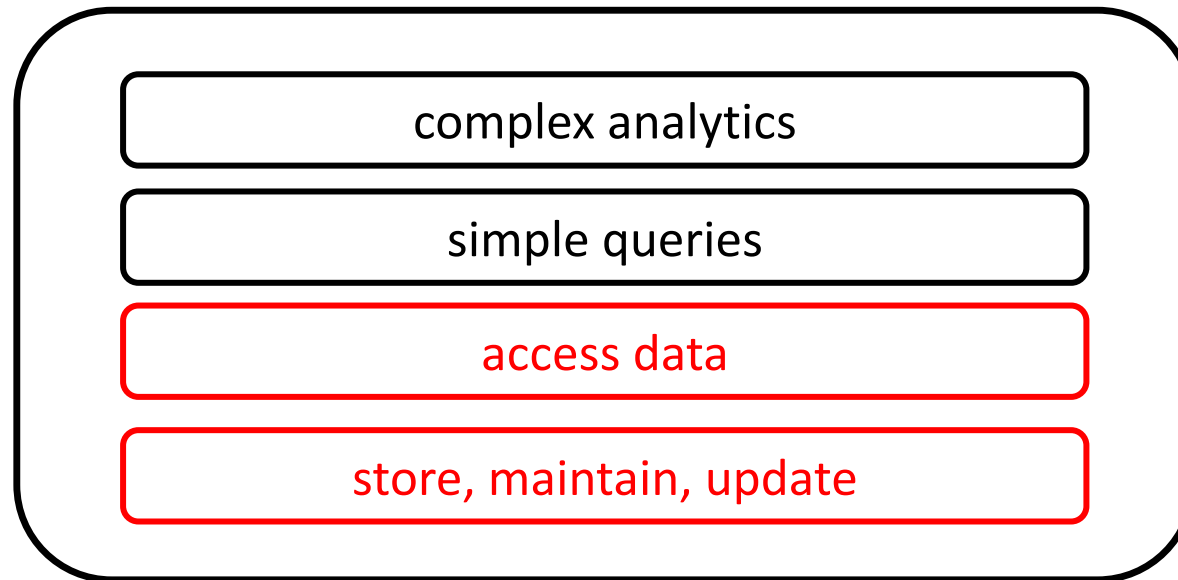 complex analytics
simple queries
access data
store, maintain, update